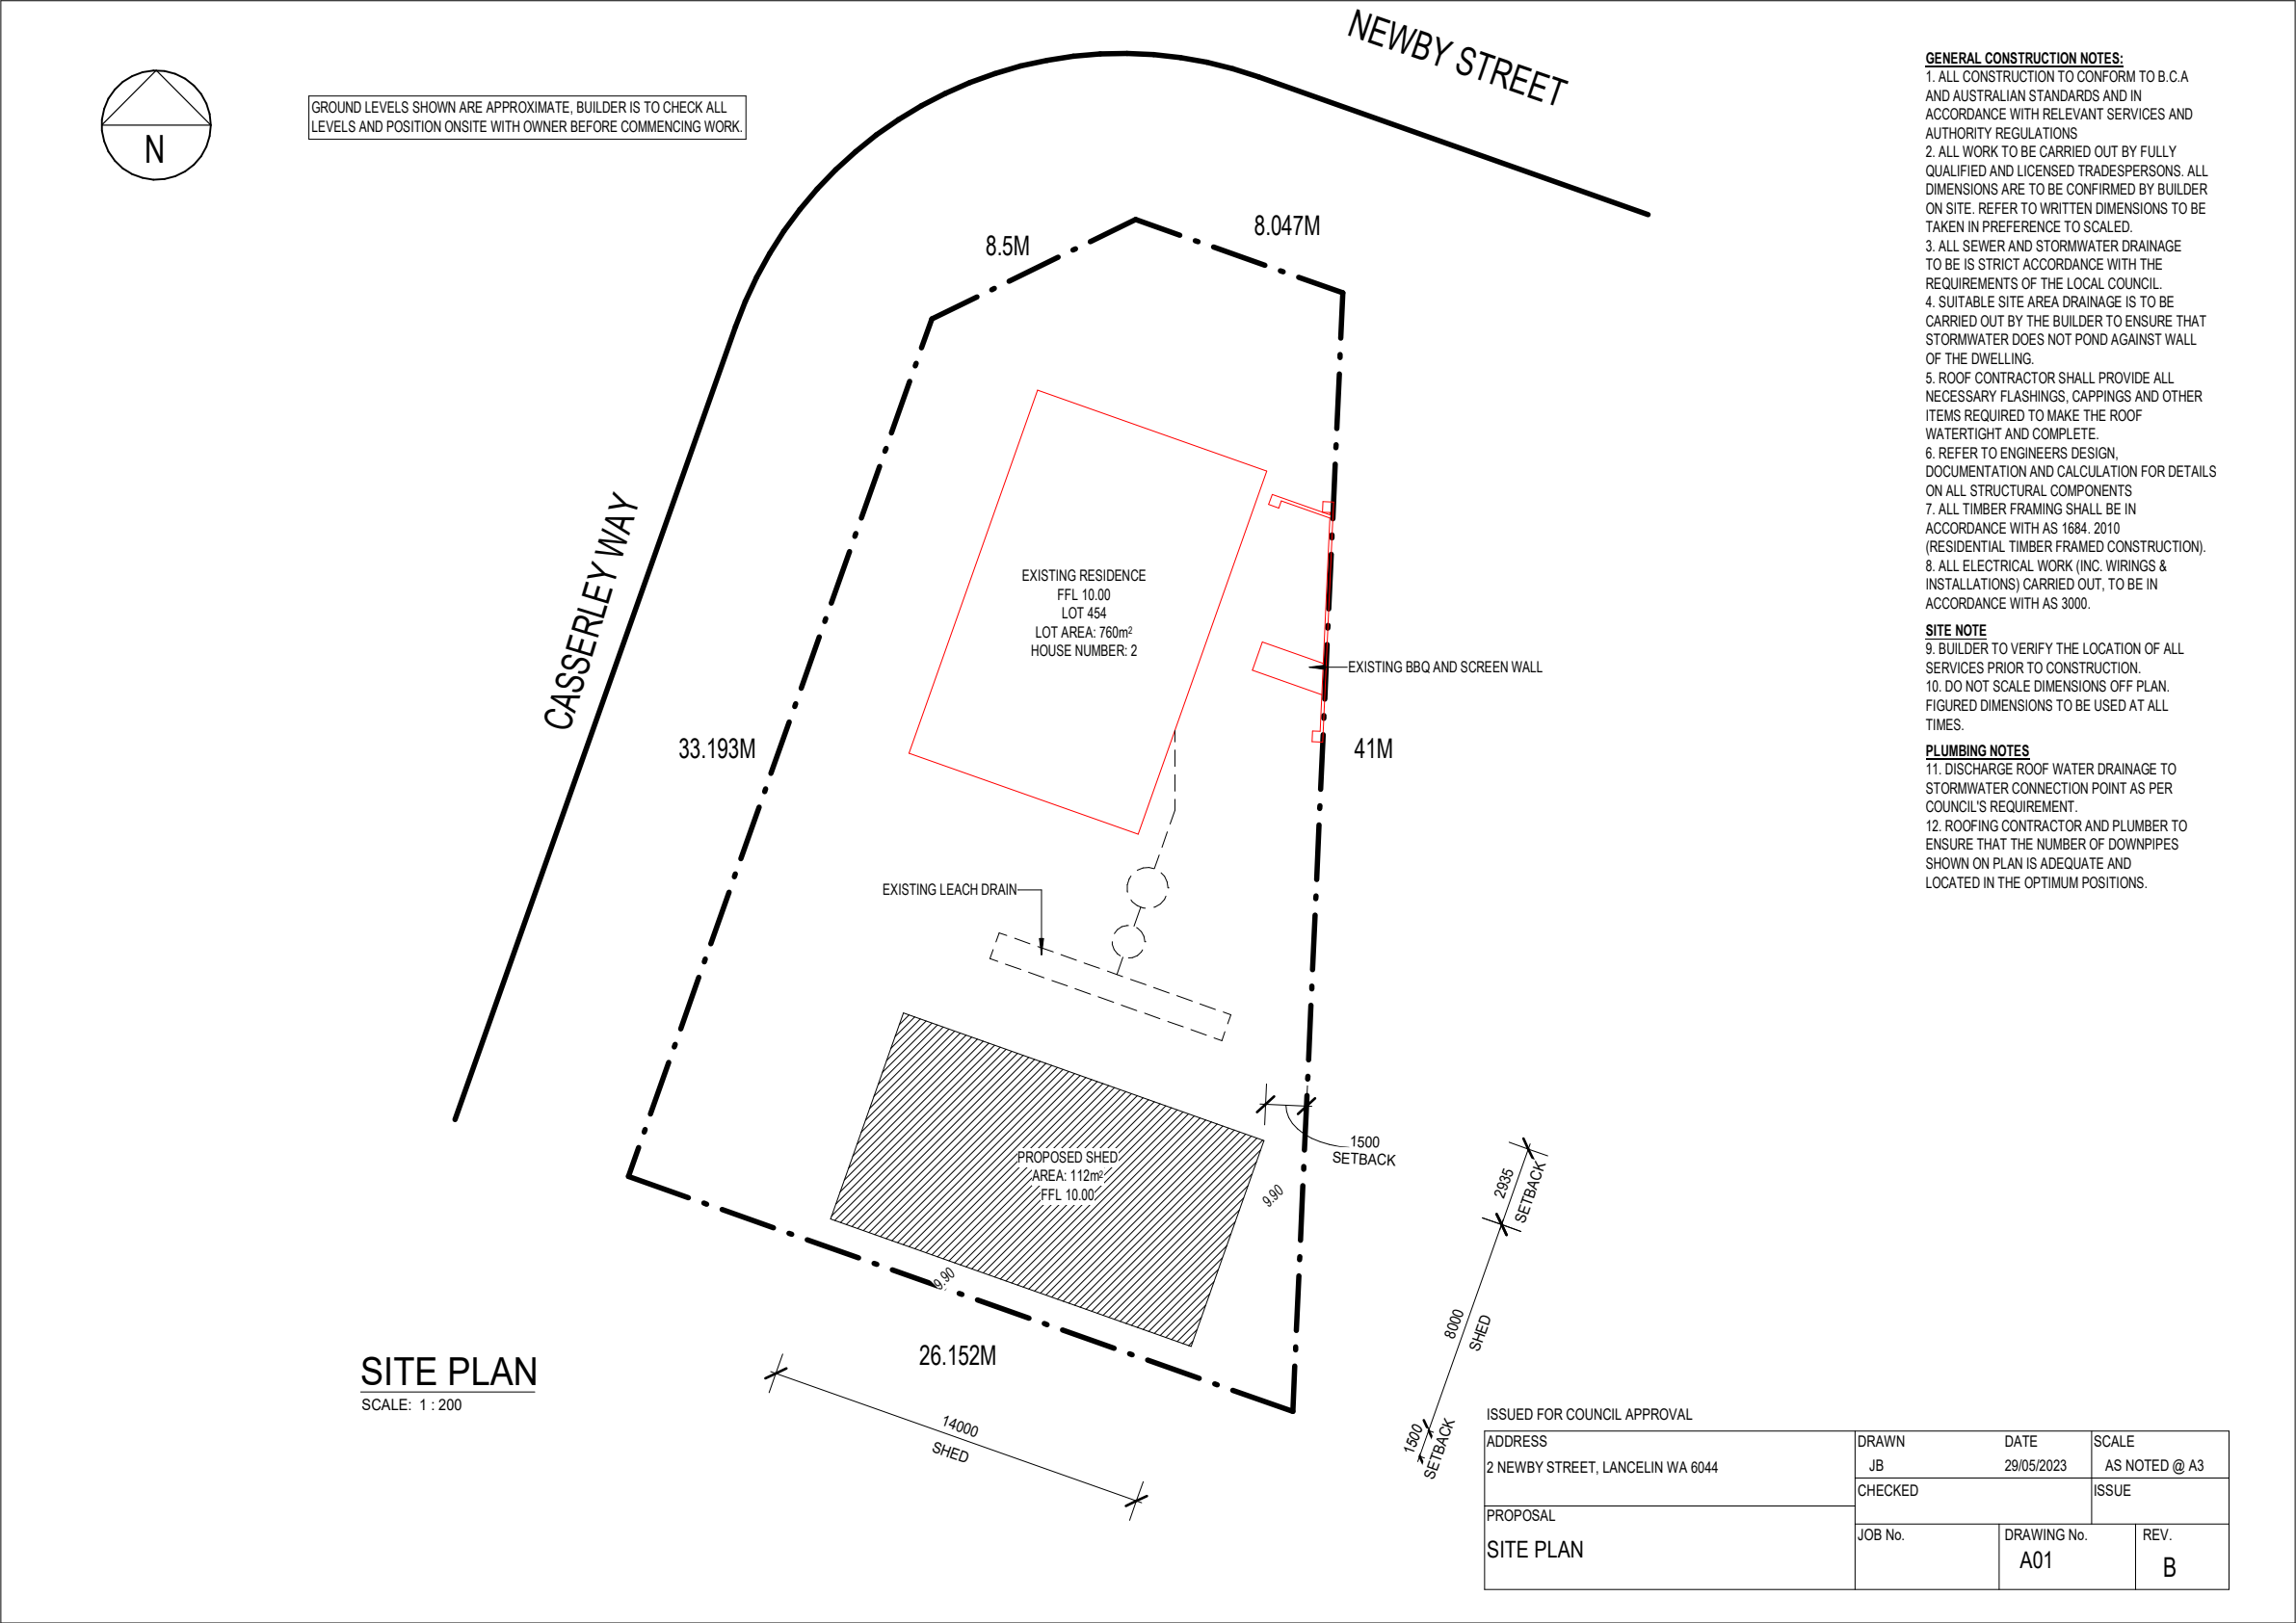 NEWBY STREET
N
GROUND LEVELS SHOWN ARE APPROXIMATE, BUILDER IS TO CHECK ALL
LEVELS AND POSITION ONSITE WITH OWNER BEFORE COMMENCING WORK.
8.5M
8.047M
CASSERLEY WAY
33.193M
EXISTING RESIDENCE
FFL 10.00
LOT 454
LOT AREA: 760m²
HOUSE NUMBER: 2
EXISTING BBQ AND SCREEN WALL
41M
EXISTING LEACH DRAIN
PROPOSED SHED
AREA: 112m²
FFL 10.00
9.90
9.90
1500
SETBACK
2935
SETBACK
8000
SHED
1500
SETBACK
26.152M
14000
SHED
SITE PLAN
SCALE: 1 : 200
GENERAL CONSTRUCTION NOTES:
1. ALL CONSTRUCTION TO CONFORM TO B.C.A
AND AUSTRALIAN STANDARDS AND IN
ACCORDANCE WITH RELEVANT SERVICES AND
AUTHORITY REGULATIONS
2. ALL WORK TO BE CARRIED OUT BY FULLY
QUALIFIED AND LICENSED TRADESPERSONS. ALL
DIMENSIONS ARE TO BE CONFIRMED BY BUILDER
ON SITE. REFER TO WRITTEN DIMENSIONS TO BE
TAKEN IN PREFERENCE TO SCALED.
3. ALL SEWER AND STORMWATER DRAINAGE
TO BE IS STRICT ACCORDANCE WITH THE
REQUIREMENTS OF THE LOCAL COUNCIL.
4. SUITABLE SITE AREA DRAINAGE IS TO BE
CARRIED OUT BY THE BUILDER TO ENSURE THAT
STORMWATER DOES NOT POND AGAINST WALL
OF THE DWELLING.
5. ROOF CONTRACTOR SHALL PROVIDE ALL
NECESSARY FLASHINGS, CAPPINGS AND OTHER
ITEMS REQUIRED TO MAKE THE ROOF
WATERTIGHT AND COMPLETE.
6. REFER TO ENGINEERS DESIGN,
DOCUMENTATION AND CALCULATION FOR DETAILS
ON ALL STRUCTURAL COMPONENTS
7. ALL TIMBER FRAMING SHALL BE IN
ACCORDANCE WITH AS 1684. 2010
(RESIDENTIAL TIMBER FRAMED CONSTRUCTION).
8. ALL ELECTRICAL WORK (INC. WIRINGS &
INSTALLATIONS) CARRIED OUT, TO BE IN
ACCORDANCE WITH AS 3000.
SITE NOTE
9. BUILDER TO VERIFY THE LOCATION OF ALL
SERVICES PRIOR TO CONSTRUCTION.
10. DO NOT SCALE DIMENSIONS OFF PLAN.
FIGURED DIMENSIONS TO BE USED AT ALL
TIMES.
PLUMBING NOTES
11. DISCHARGE ROOF WATER DRAINAGE TO
STORMWATER CONNECTION POINT AS PER
COUNCIL'S REQUIREMENT.
12. ROOFING CONTRACTOR AND PLUMBER TO
ENSURE THAT THE NUMBER OF DOWNPIPES
SHOWN ON PLAN IS ADEQUATE AND
LOCATED IN THE OPTIMUM POSITIONS.
ISSUED FOR COUNCIL APPROVAL
ADDRESS
2 NEWBY STREET, LANCELIN WA 6044
PROPOSAL
SITE PLAN
DRAWN DATE SCALE
JB 29/05/2023 AS NOTED @ A3
CHECKED ISSUE
JOB No. DRAWING No. REV.
A01 B